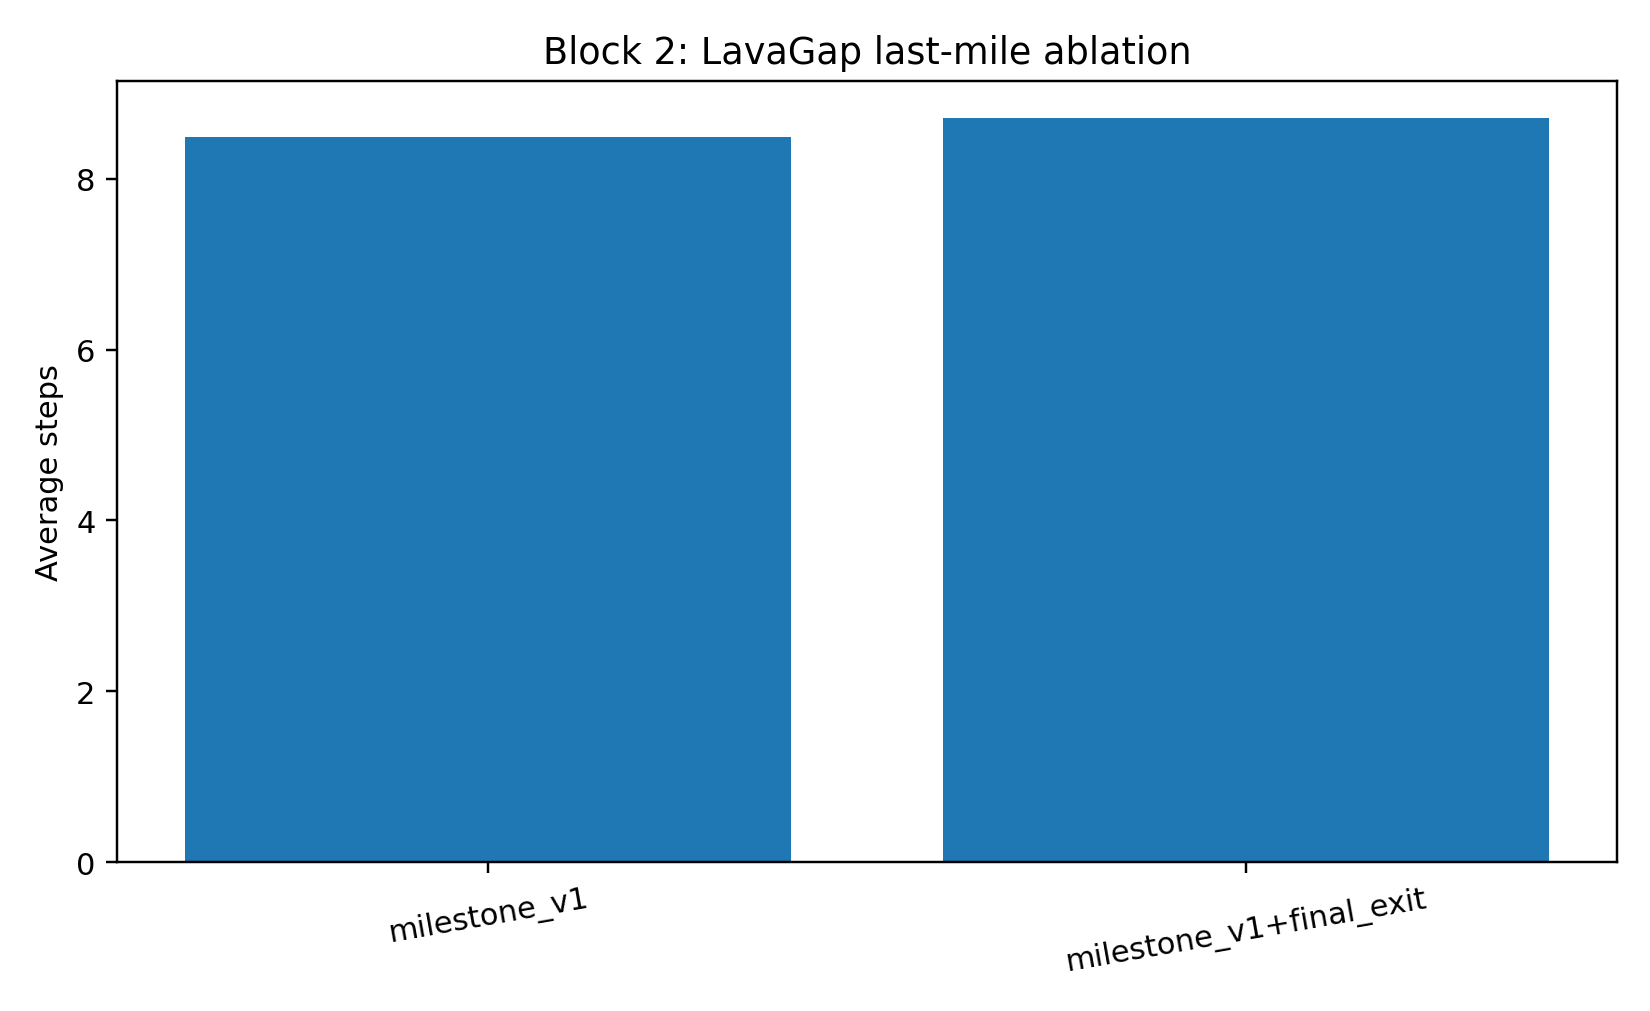 Block 2: LavaGap last-mile ablation
Average steps
8
6
4
2
0
milestone_v1
milestone_v1+final_exit